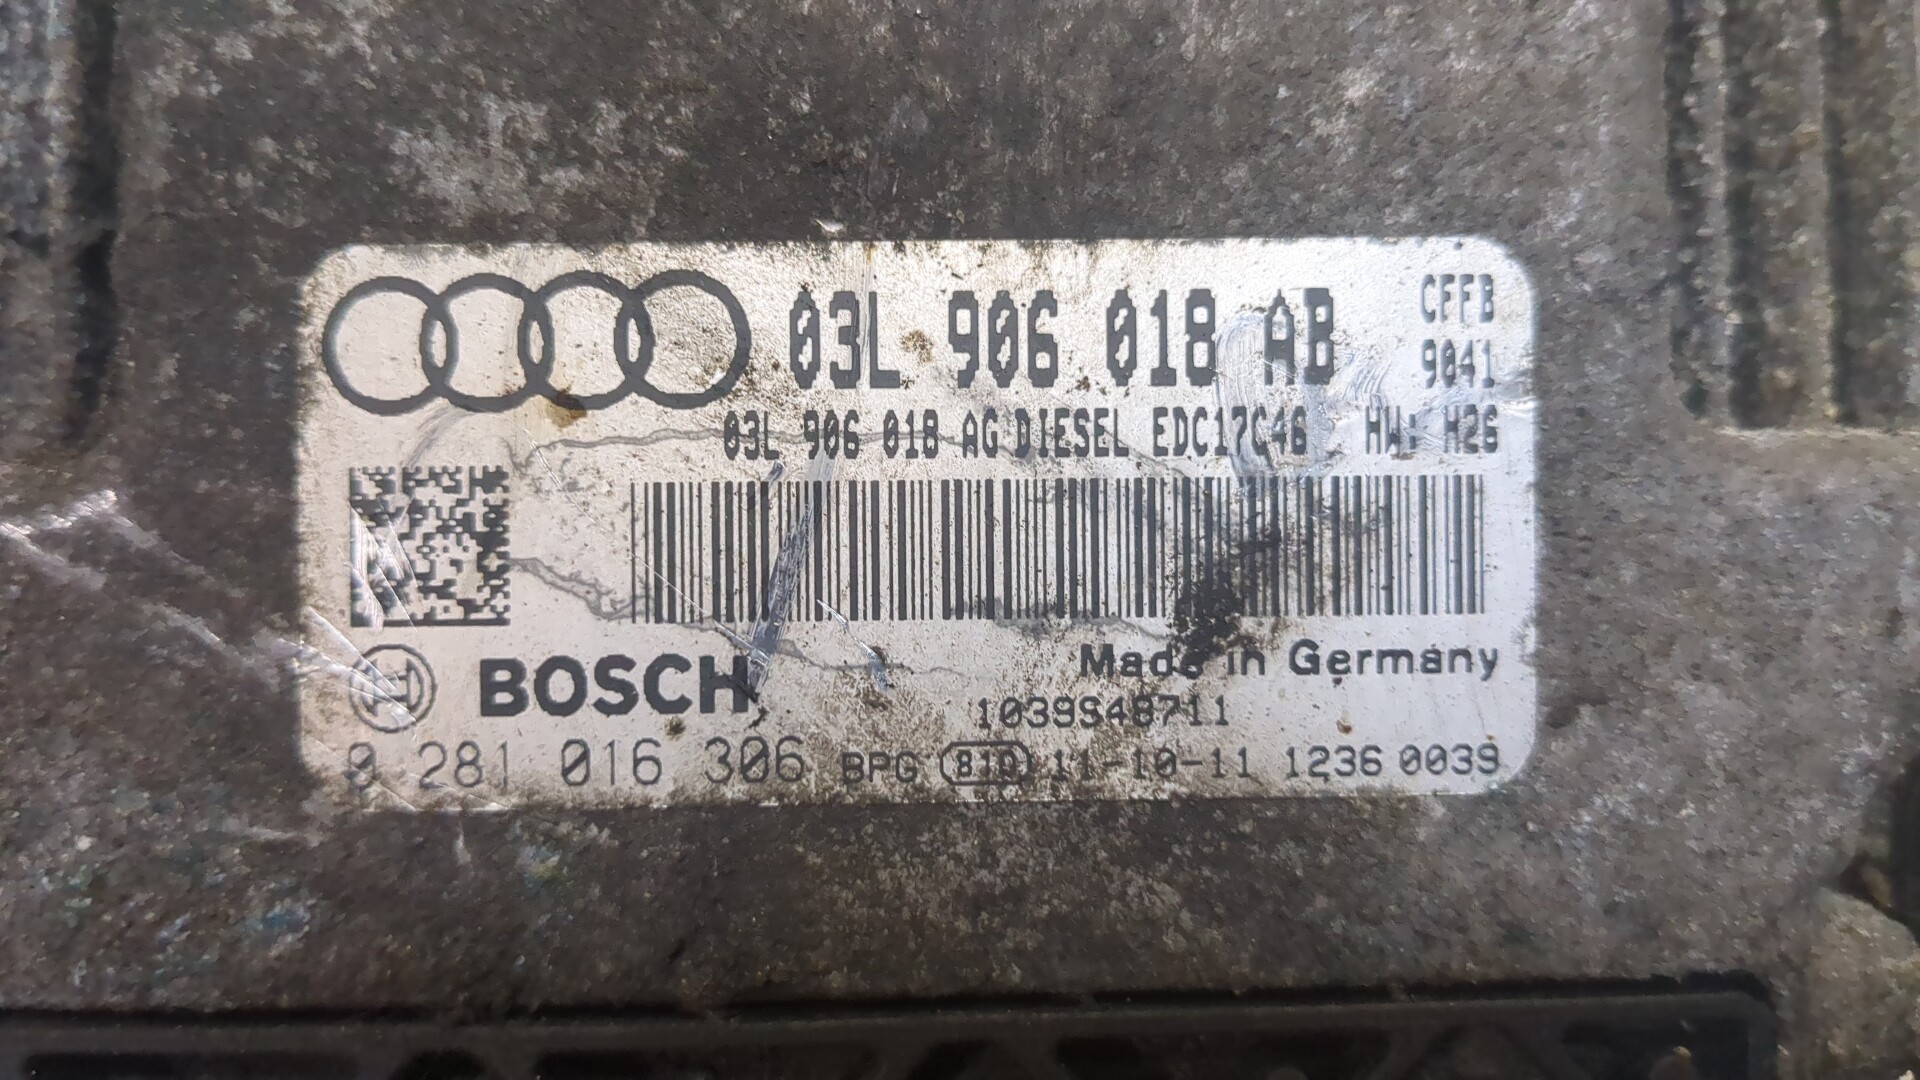 03L 906 018 AB CFFB
9041
03L 906 018 AG DIESEL EDC17C46 HW: H26
BOSCH
Made in Germany
1039S48711
0 281 016 306 BPG 810 11-10-11 1236 0039